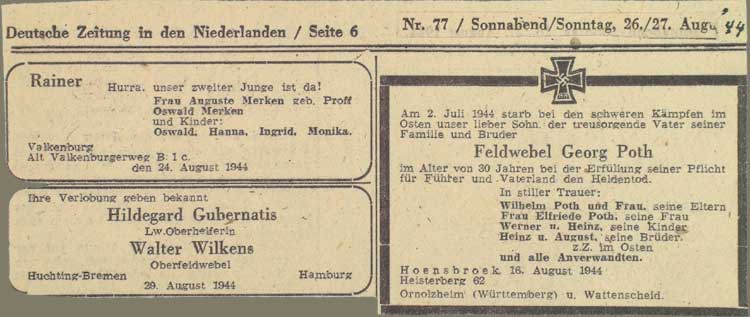 Deutsche Zeitung in den Niederlanden / Seite 6
Nr. 77 / Sonnabend/Sonntag, 26./27. Augu 44
Rainer
Hurra, unser zweiter Junge ist da!
Frau Auguste Merken geb. Proff
Oswald Merken
und Kinder:
Oswald, Hanna, Ingrid, Monika.
Valkenburg
Alt Valkenburgerweg B. 1 c.
den 24. August 1944
Ihre Verlobung geben bekannt
Hildegard Gubernatis
Lw.Oberhelferin
Walter Wilkens
Oberfeldwebel
Huchting-Bremen Hamburg
20. August 1944
Am 2. Juli 1944 starb bei den schweren Kämpfen im
Osten unser lieber Sohn, der treusorgende Vater seiner
Familie und Bruder
Feldwebel Georg Poth
im Alter von 30 Jahren bei der Erfüllung seiner Pflicht
für Führer und Vaterland den Heldentod.
In stiller Trauer:
Wilhelm Poth und Frau, seine Eltern
Frau Elfriede Poth, seine Frau
Werner u. Heinz, seine Kinder
Heinz u. August, seine Brüder,
z.Z. im Osten
und alle Anverwandten.
Hoensbroek, 16. August 1944
Heisterberg 62
Ornolzheim (Württemberg) u. Wattenscheid.